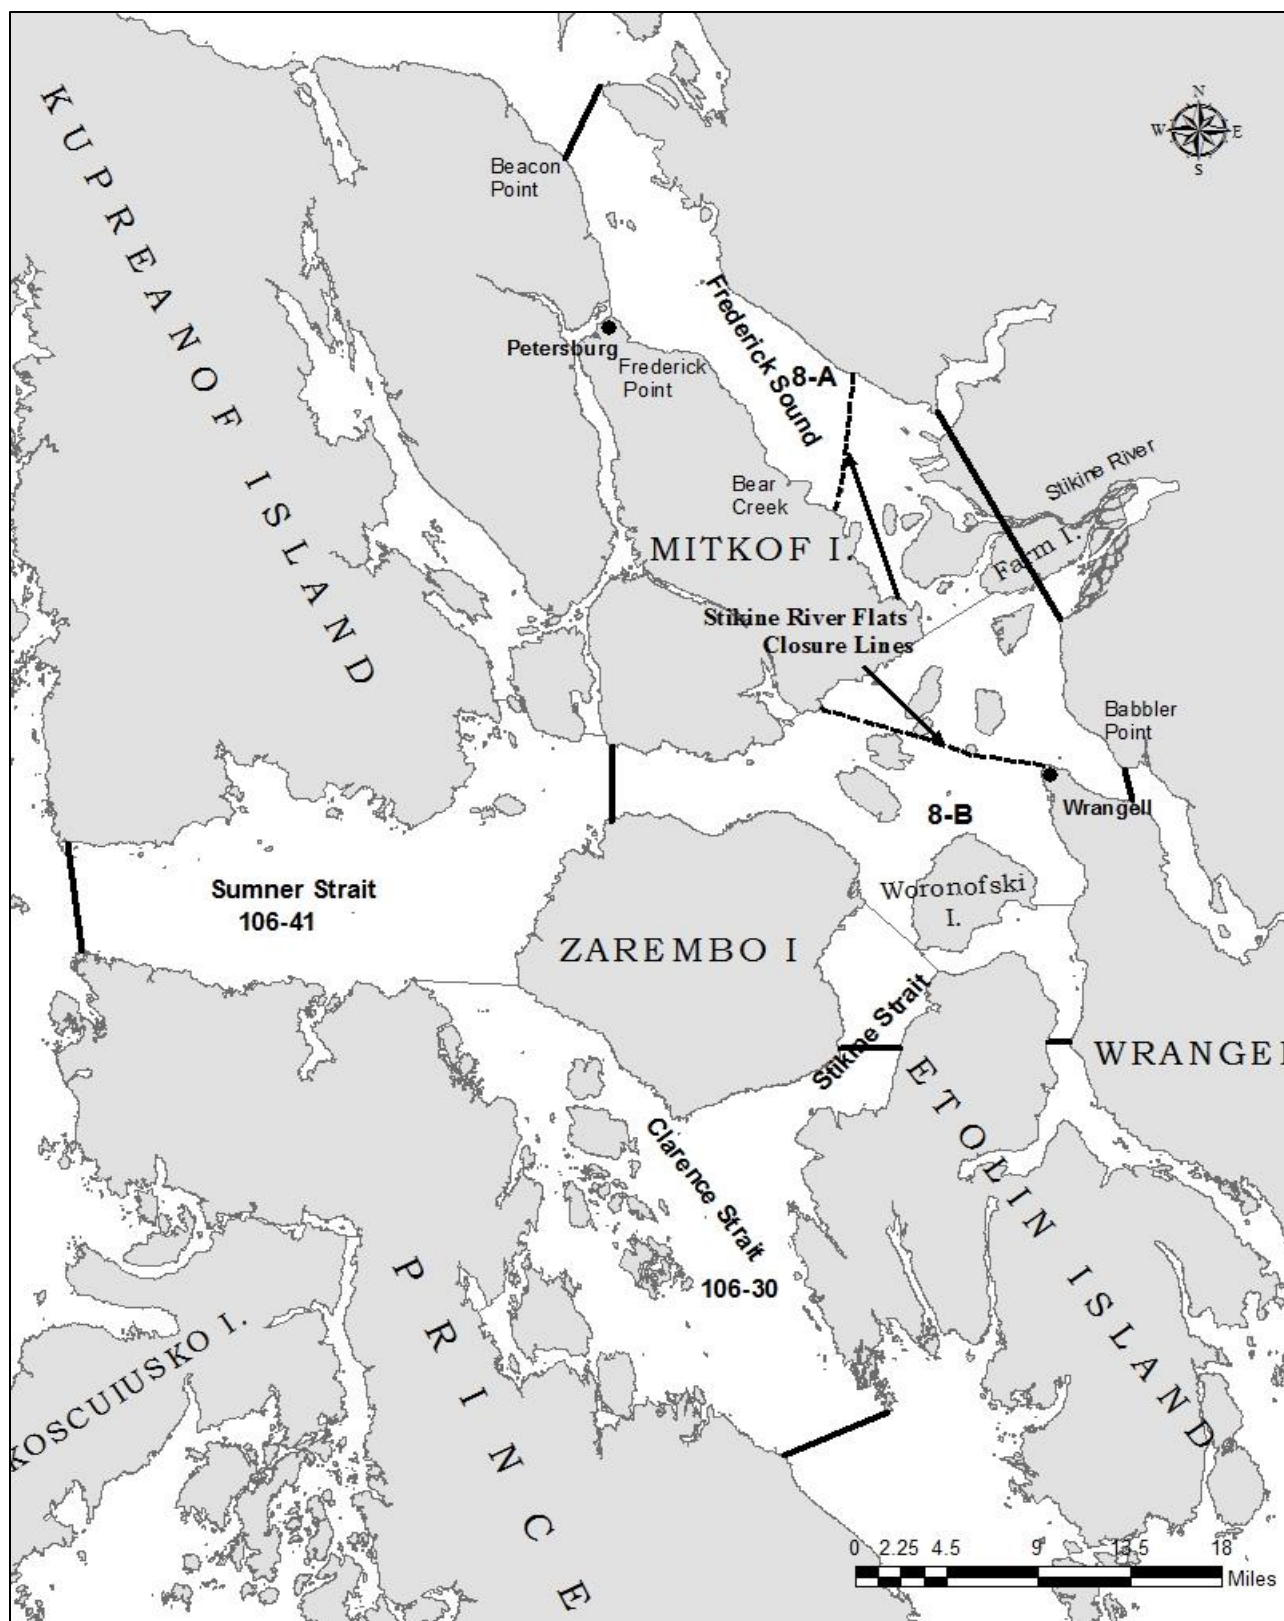 N
W E
S
KUPREANOF ISLAND
Beacon
Point
Frederick Sound
Petersburg
Frederick
Point
8-A
Stikine River
Bear
Creek
MITKOF I.
Farm I.
Stikine River Flats
Closure Lines
Babbler
Point
Wrangell
8-B
Sumner Strait
106-41
Woronofski
I.
ZAREMBO I
Stikine Strait
WRANGEL
ETOLIN ISLAND
Clarence Strait
106-30
PRINCE
KOSCUIUSKO I.
0 2.25 4.5 9 13.5 18
Miles